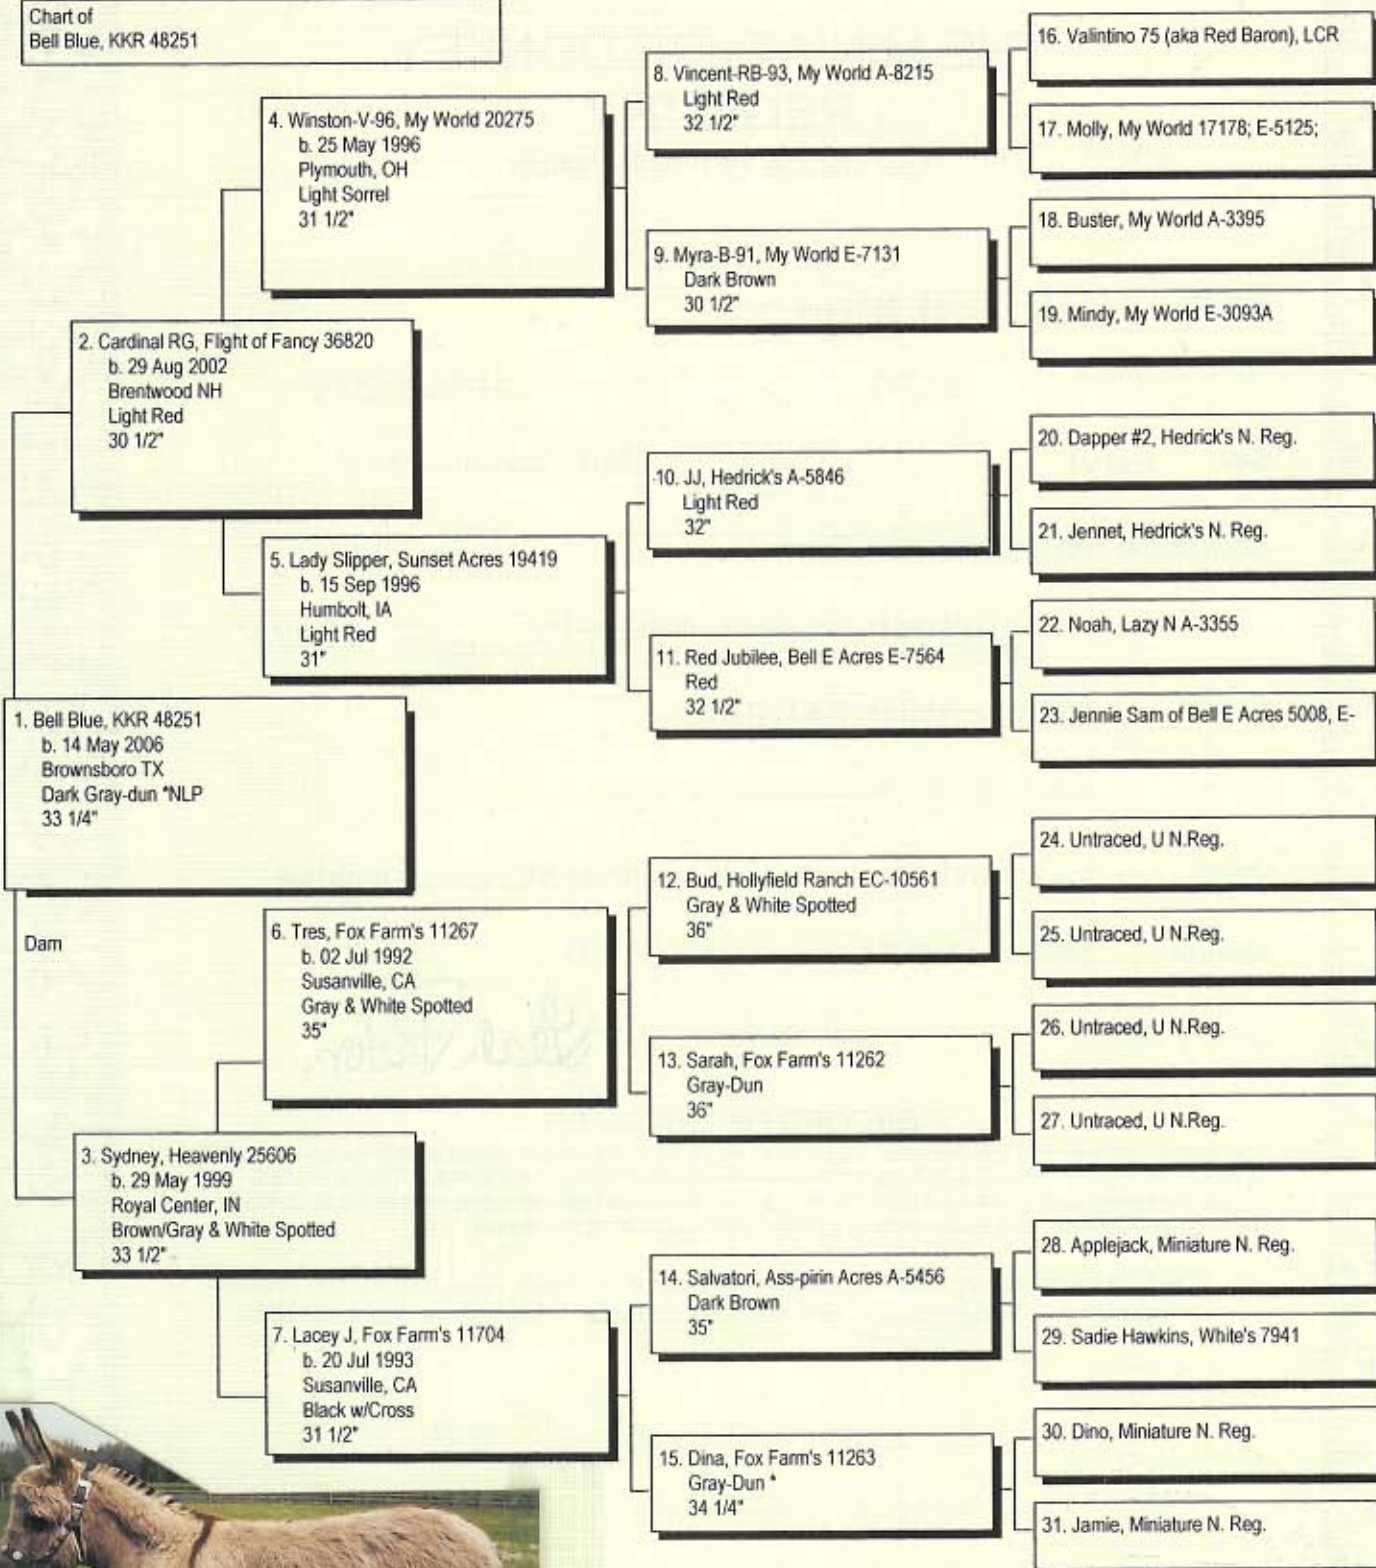 Chart of
Bell Blue, KKR 48251
16. Valintino 75 (aka Red Baron), LCR
8. Vincent-RB-93, My World A-8215
Light Red
32 1/2"
17. Molly, My World 17178; E-5125;
4. Winston-V-96, My World 20275
b. 25 May 1996
Plymouth, OH
Light Sorrel
31 1/2"
18. Buster, My World A-3395
9. Myra-B-91, My World E-7131
Dark Brown
30 1/2"
19. Mindy, My World E-3093A
2. Cardinal RG, Flight of Fancy 36820
b. 29 Aug 2002
Brentwood NH
Light Red
30 1/2"
20. Dapper #2, Hedrick's N. Reg.
10. JJ, Hedrick's A-5846
Light Red
32"
21. Jennet, Hedrick's N. Reg.
5. Lady Slipper, Sunset Acres 19419
b. 15 Sep 1996
Humbolt, IA
Light Red
31"
22. Noah, Lazy N A-3355
11. Red Jubilee, Bell E Acres E-7564
Red
32 1/2"
23. Jennie Sam of Bell E Acres 5008, E-
1. Bell Blue, KKR 48251
b. 14 May 2006
Brownsboro TX
Dark Gray-dun *NLP
33 1/4"
24. Untraced, U N.Reg.
12. Bud, Hollyfield Ranch EC-10561
Gray & White Spotted
36"
25. Untraced, U N.Reg.
Dam
6. Tres, Fox Farm's 11267
b. 02 Jul 1992
Susanville, CA
Gray & White Spotted
35"
26. Untraced, U N.Reg.
13. Sarah, Fox Farm's 11262
Gray-Dun
36"
27. Untraced, U N.Reg.
3. Sydney, Heavenly 25606
b. 29 May 1999
Royal Center, IN
Brown/Gray & White Spotted
33 1/2"
28. Applejack, Miniature N. Reg.
14. Salvatori, Ass-pirin Acres A-5456
Dark Brown
35"
29. Sadie Hawkins, White's 7941
7. Lacey J, Fox Farm's 11704
b. 20 Jul 1993
Susanville, CA
Black w/Cross
31 1/2"
30. Dino, Miniature N. Reg.
15. Dina, Fox Farm's 11263
Gray-Dun *
34 1/4"
31. Jamie, Miniature N. Reg.